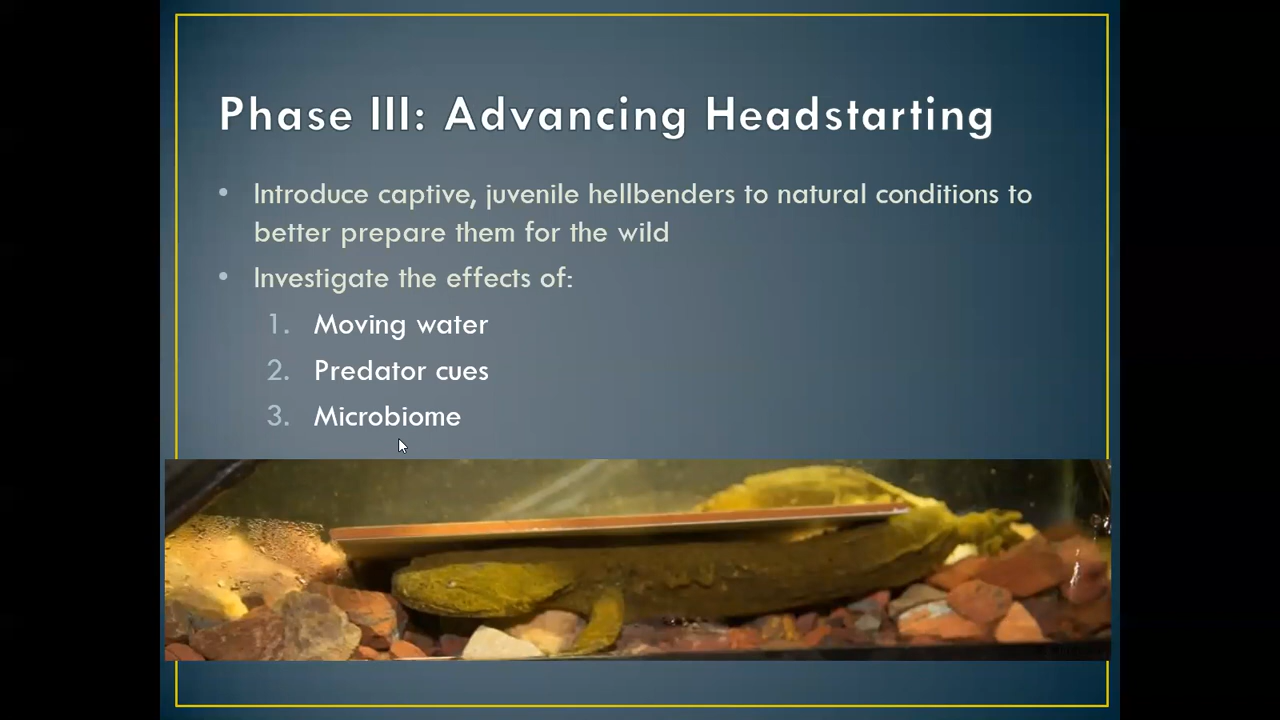 Phase III: Advancing Headstarting
• Introduce captive, juvenile hellbenders to natural conditions to
better prepare them for the wild
• Investigate the effects of:
1. Moving water
2. Predator cues
3. Microbiome